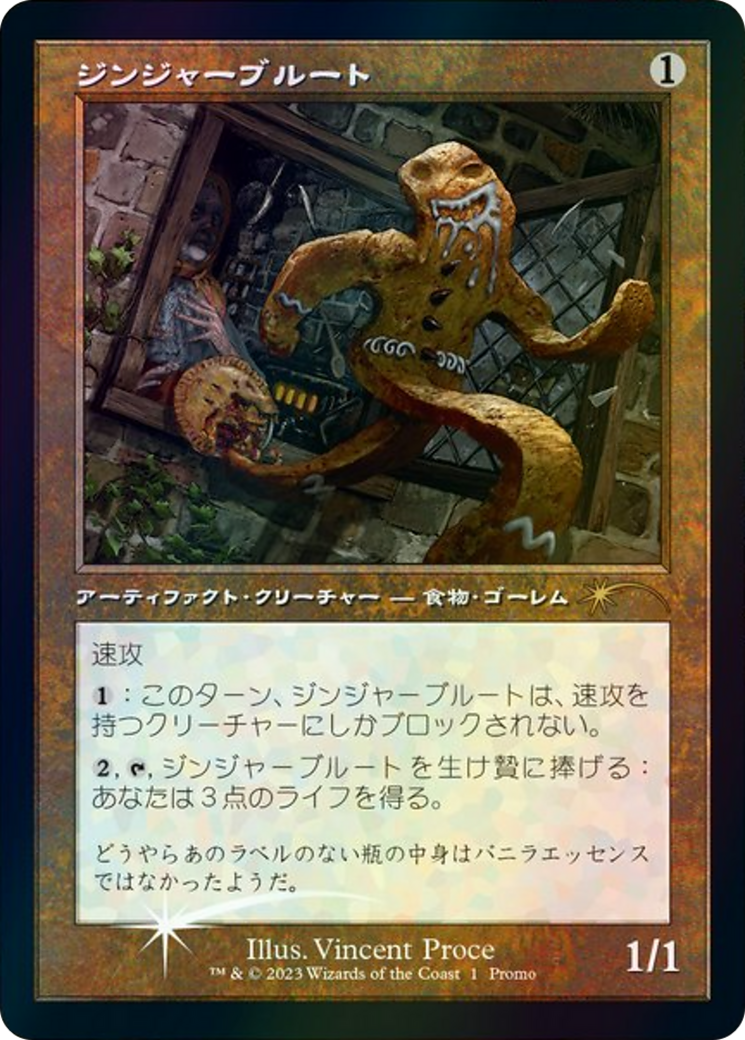 ジンジャーブルート 1
アーティファクト・クリーチャー — 食物・ゴーレム
速攻
1：このターン、ジンジャーブルートは、速攻を
持つクリーチャーにしかブロックされない。
2, , ジンジャーブルートを生け贄に捧げる：
あなたは３点のライフを得る。
どうやらあのラベルのない瓶の中身はバニラエッセンス
ではなかったようだ。
Illus. Vincent Proce
™ & © 2023 Wizards of the Coast 1 Promo
1/1